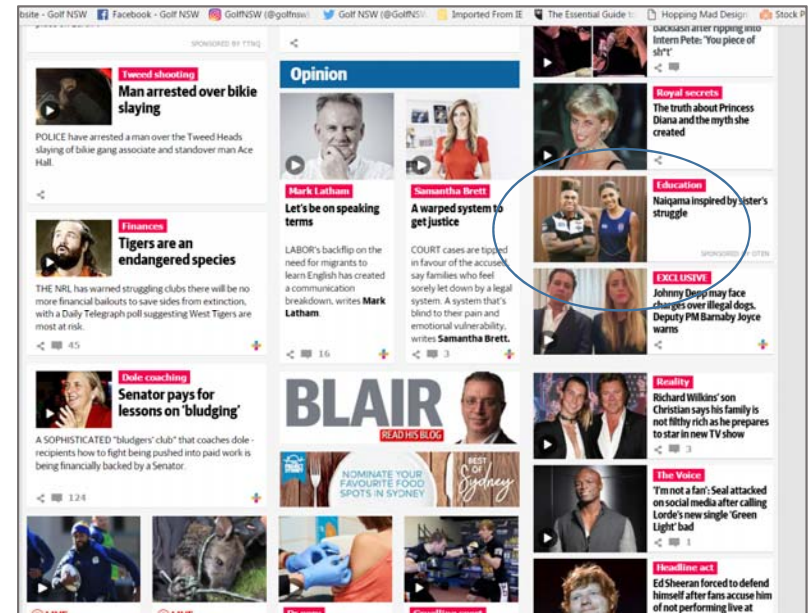 bsite - Golf NSW  Facebook - Golf NSW  GolfNSW (@golfnsw)  Golf NSW (@GolfNS  Imported From IE  The Essential Guide to  Hopping Mad Design  Stock P
SPONSORED BY TTNQ
Tweed shooting
Man arrested over bikie
slaying
POLICE have arrested a man over the Tweed Heads
slaying of bikie gang associate and standover man Ace
Hall.
Finances
Tigers are an
endangered species
THE NRL has warned struggling clubs there will be no
more financial bailouts to save sides from extinction,
with a Daily Telegraph poll suggesting West Tigers are
most at risk.
45
Dole coaching
Senator pays for
lessons on 'bludging'
A SOPHISTICATED "bludgers' club" that coaches dole -
recipients how to fight being pushed into paid work is
being financially backed by a Senator.
124
LIVE
LIVE
Opinion
Mark Latham
Let's be on speaking
terms
LABOR's backflip on the
need for migrants to
learn English has created
a communication
breakdown, writes Mark
Latham.
16
Samantha Brett
A warped system to
get justice
COURT cases are tipped
in favour of the accused,
say families who feel
sorely let down by a legal
system. A system that's
blind to their pain and
emotional vulnerability,
writes Samantha Brett.
3
BLAIR
READ HIS BLOG
NOMINATE YOUR
FAVOURITE FOOD
SPOTS IN SYDNEY
BEST
OF
Sydney
backlash after ripping into
Intern Pete: 'You piece of
sh*t'
Royal secrets
The truth about Princess
Diana and the myth she
created
Education
Naiqama inspired by sister's
struggle
SPONSORED BY OTEN
EXCLUSIVE
Johnny Depp may face
charges over illegal dogs,
Deputy PM Barnaby Joyce
warns
Reality
Richard Wilkins' son
Christian says his family is
not filthy rich as he prepares
to star in new TV show
3
The Voice
'I'm not a fan': Seal attacked
on social media after calling
Lorde's new single 'Green
Light' bad
1
Headline act
Ed Sheeran forced to defend
himself after fans accuse him
of not performing live at